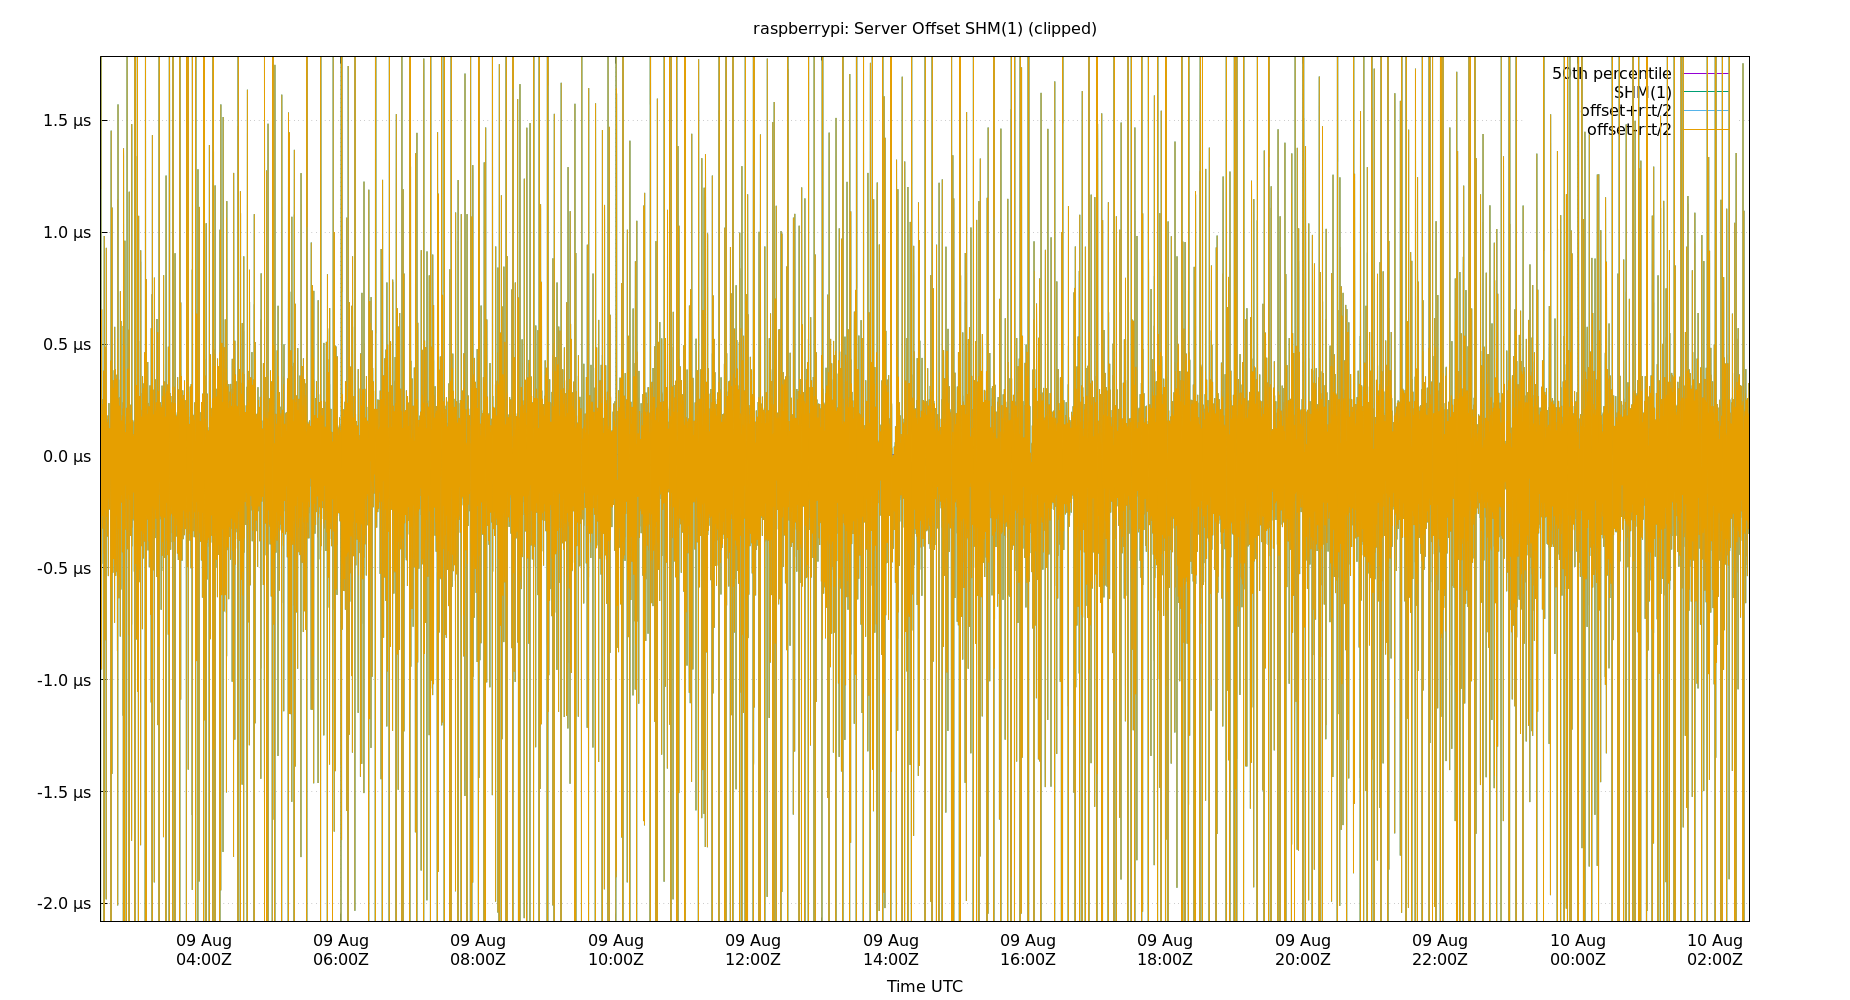 raspberrypi: Server Offset SHM(1) (clipped)
50th percentile
SHM(1)
offset+rtt/2
offset-rtt/2
1.5 µs
1.0 µs
0.5 µs
0.0 µs
-0.5 µs
-1.0 µs
-1.5 µs
-2.0 µs
09 Aug 09 Aug 09 Aug 09 Aug 09 Aug 09 Aug 09 Aug 09 Aug 09 Aug 09 Aug 10 Aug 10 Aug
04:00Z 06:00Z 08:00Z 10:00Z 12:00Z 14:00Z 16:00Z 18:00Z 20:00Z 22:00Z 00:00Z 02:00Z
Time UTC